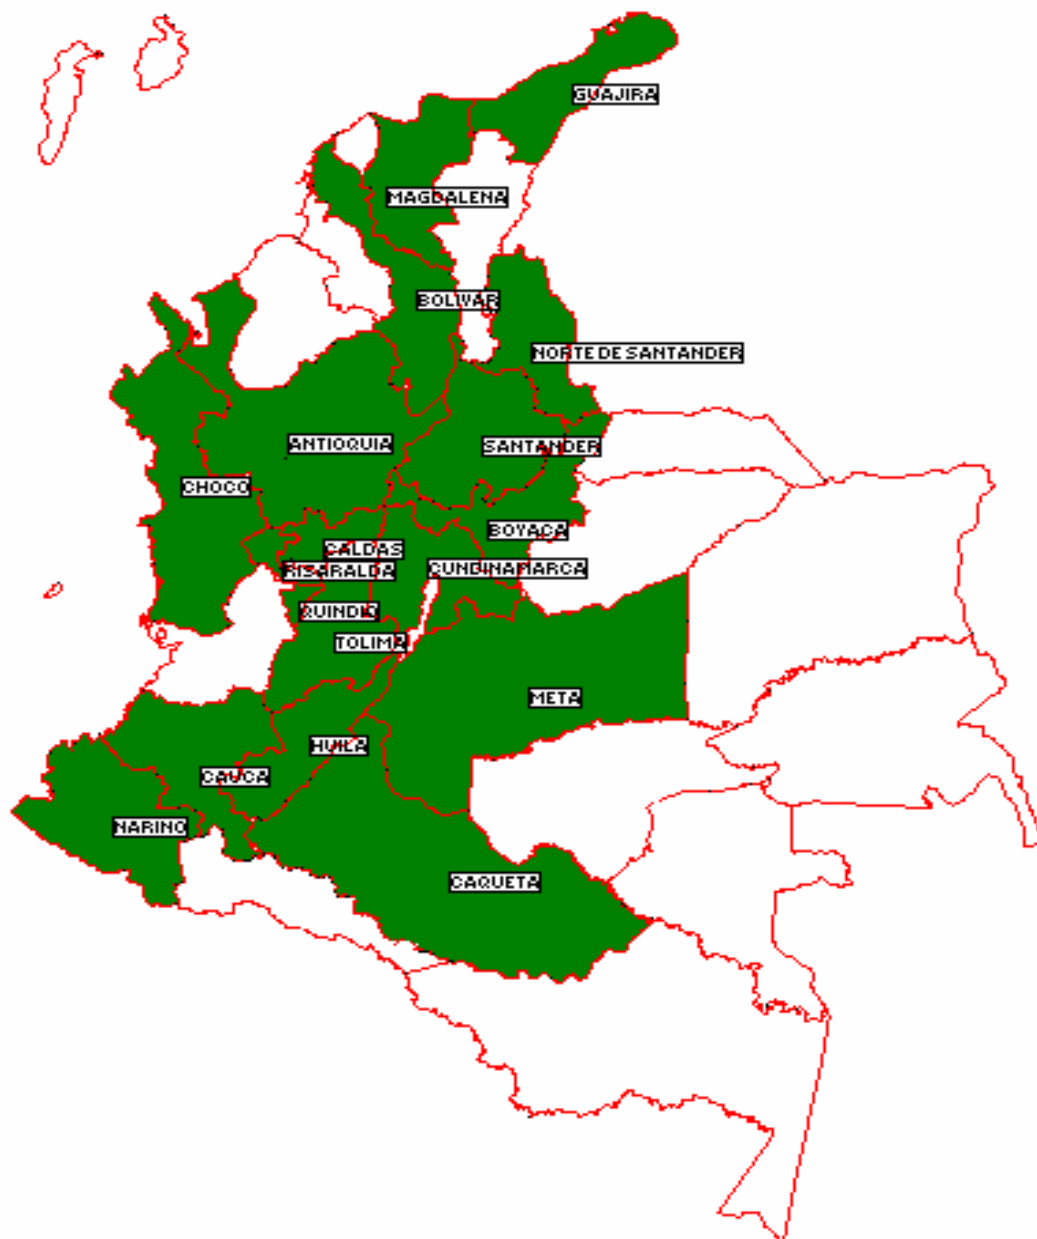 GUAJIRA
MAGDALENA
BOLIVAR
NORTE DE SANTANDER
ANTIOQUIA
SANTANDER
CHOCO
BOYACA
CALDAS
CUNDINAMARCA
RISARALDA
QUINDIO
TOLIMA
META
HUILA
CAUCA
NARINO
CAQUETA